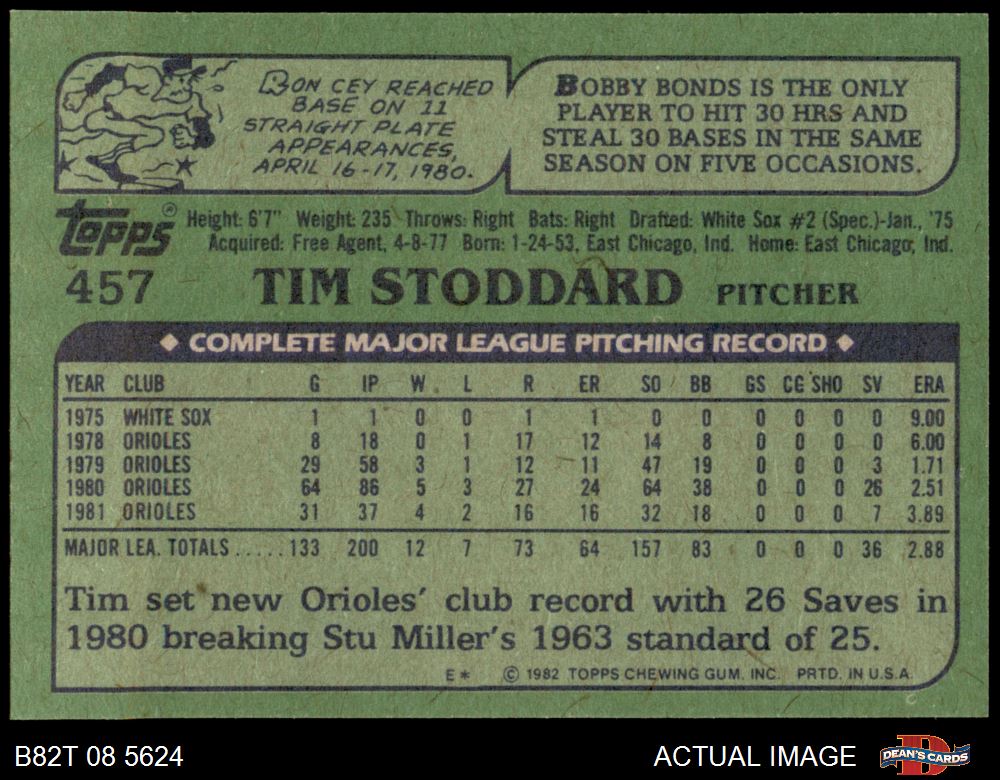 RON CEY REACHED
BASE ON 11
STRAIGHT PLATE
APPEARANCES,
APRIL 16-17, 1980.
BOBBY BONDS IS THE ONLY
PLAYER TO HIT 30 HRS AND
STEAL 30 BASES IN THE SAME
SEASON ON FIVE OCCASIONS.
topps® Height: 6'7" Weight: 235 Throws: Right Bats: Right Drafted: White Sox #2 (Spec.)-Jan., '75
Acquired: Free Agent, 4-8-77 Born: 1-24-53, East Chicago, Ind. Home: East Chicago, Ind.
457 TIM STODDARD PITCHER
◆ COMPLETE MAJOR LEAGUE PITCHING RECORD ◆
YEAR CLUB G IP W L R ER SO BB GS CG SHO SV ERA
1975 WHITE SOX 1 1 0 0 1 1 0 0 0 0 0 0 9.00
1978 ORIOLES 8 18 0 1 17 12 14 8 0 0 0 0 6.00
1979 ORIOLES 29 58 3 1 12 11 47 19 0 0 0 3 1.71
1980 ORIOLES 64 86 5 3 27 24 64 38 0 0 0 26 2.51
1981 ORIOLES 31 37 4 2 16 16 32 18 0 0 0 7 3.89
MAJOR LEA. TOTALS.....133 200 12 7 73 64 157 83 0 0 0 36 2.88
Tim set new Orioles' club record with 26 Saves in
1980 breaking Stu Miller's 1963 standard of 25.
E* © 1982 TOPPS CHEWING GUM, INC. PRTD. IN U.S.A.
B82T 08 5624 ACTUAL IMAGE DEAN'S CARDS